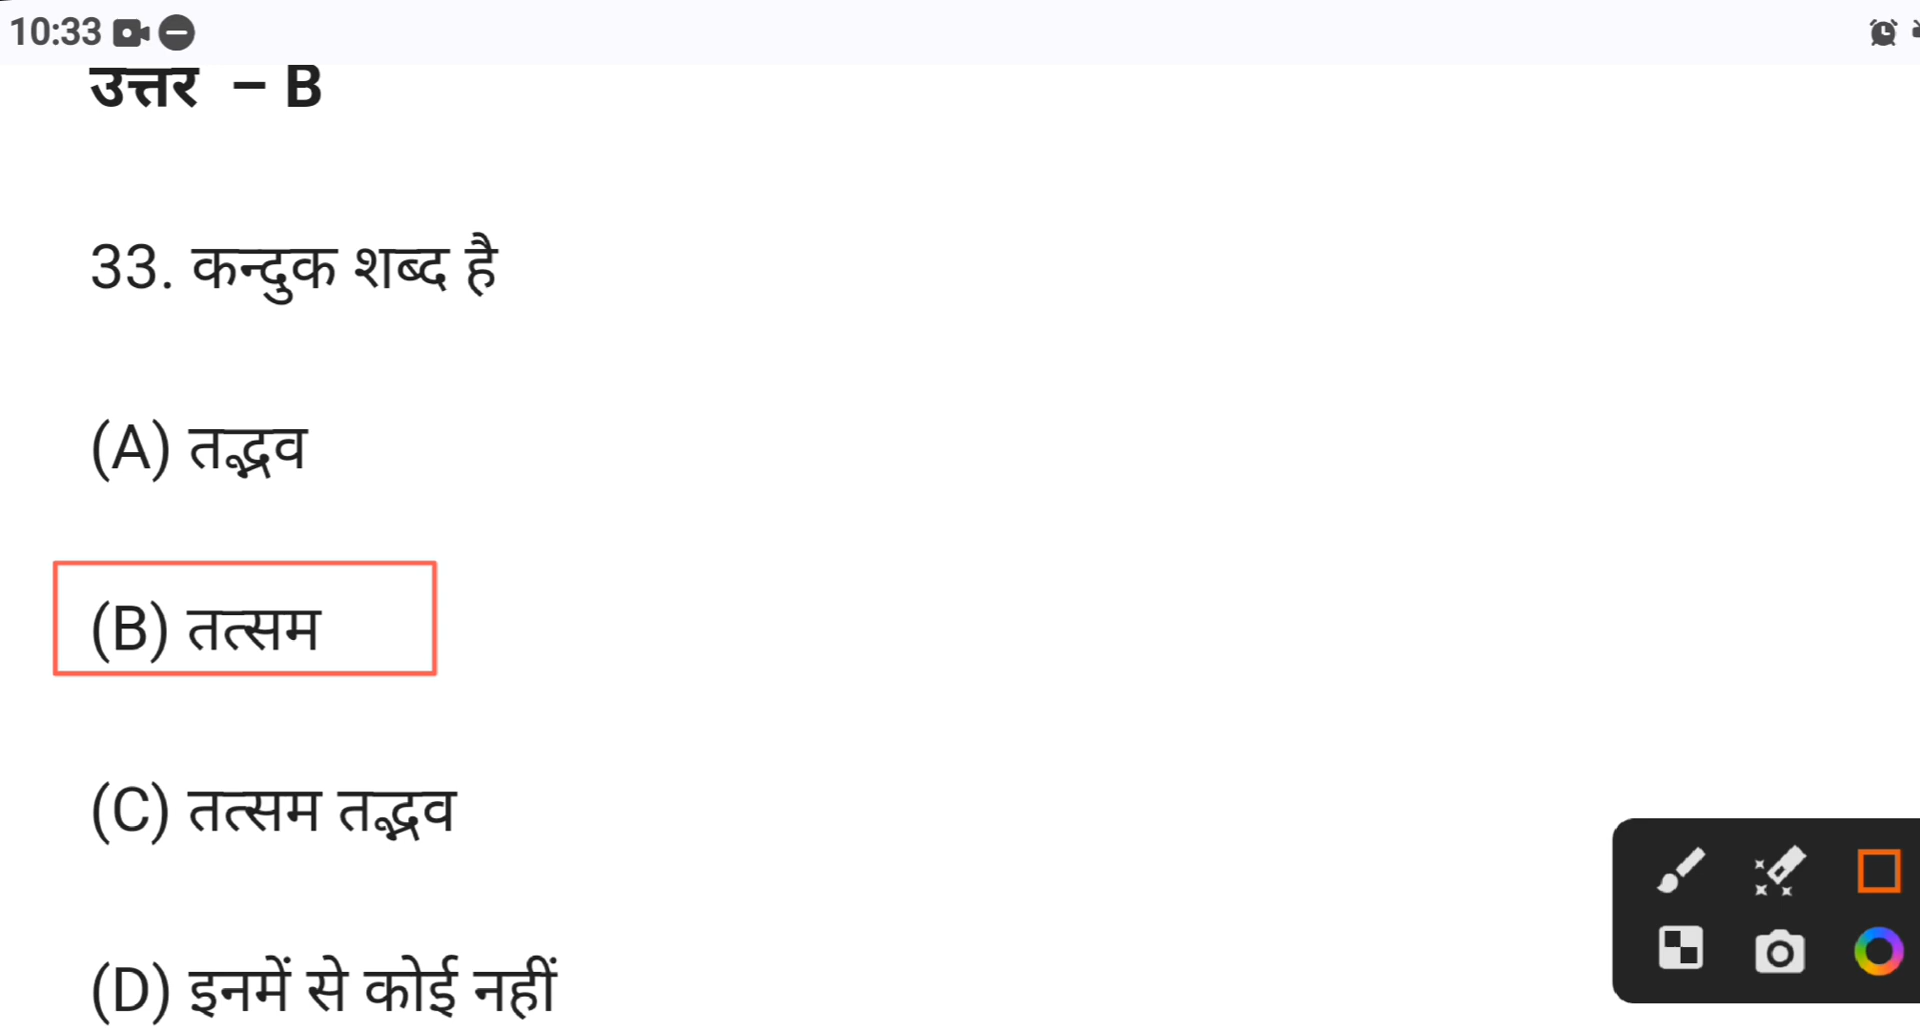 10:33
उत्तर – B
33. कन्दुक शब्द है
(A) तद्भव
(B) तत्सम
(C) तत्सम तद्भव
(D) इनमें से कोई नहीं